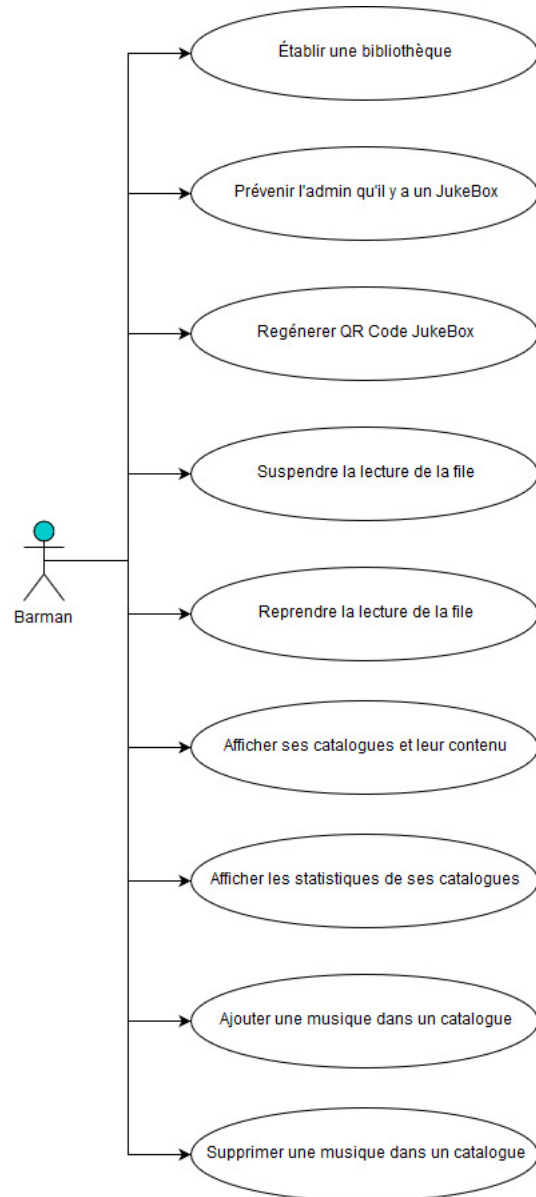 Établir une bibliothèque
Prévenir l'admin qu'il y a un JukeBox
Regénerer QR Code JukeBox
Suspendre la lecture de la file
Barman
Reprendre la lecture de la file
Afficher ses catalogues et leur contenu
Afficher les statistiques de ses catalogues
Ajouter une musique dans un catalogue
Supprimer une musique dans un catalogue